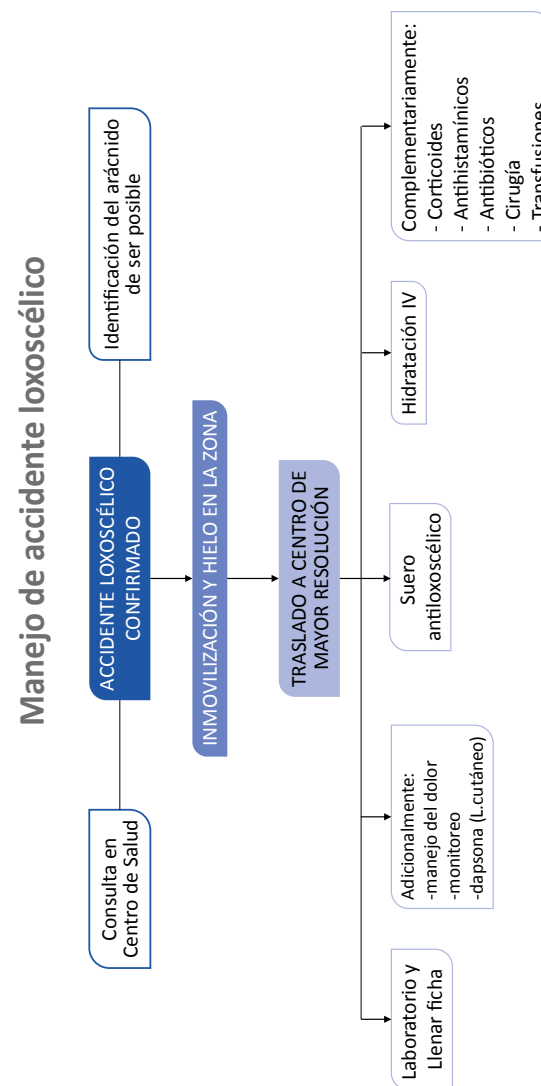 Manejo de accidente loxoscélico
Consulta en
Centro de Salud
ACCIDENTE LOXOSCÉLICO
CONFIRMADO
Identificación del arácnido
de ser posible
INMOVILIZACIÓN Y HIELO EN LA ZONA
TRASLADO A CENTRO DE
MAYOR RESOLUCIÓN
Laboratorio y
Llenar ficha
Adicionalmente:
-manejo del dolor
-monitoreo
-dapsona (L.cutáneo)
Suero
antiloxoscélico
Hidratación IV
Complementariamente:
- Corticoides
- Antihistamínicos
- Antibióticos
- Cirugía
- Transfusiones